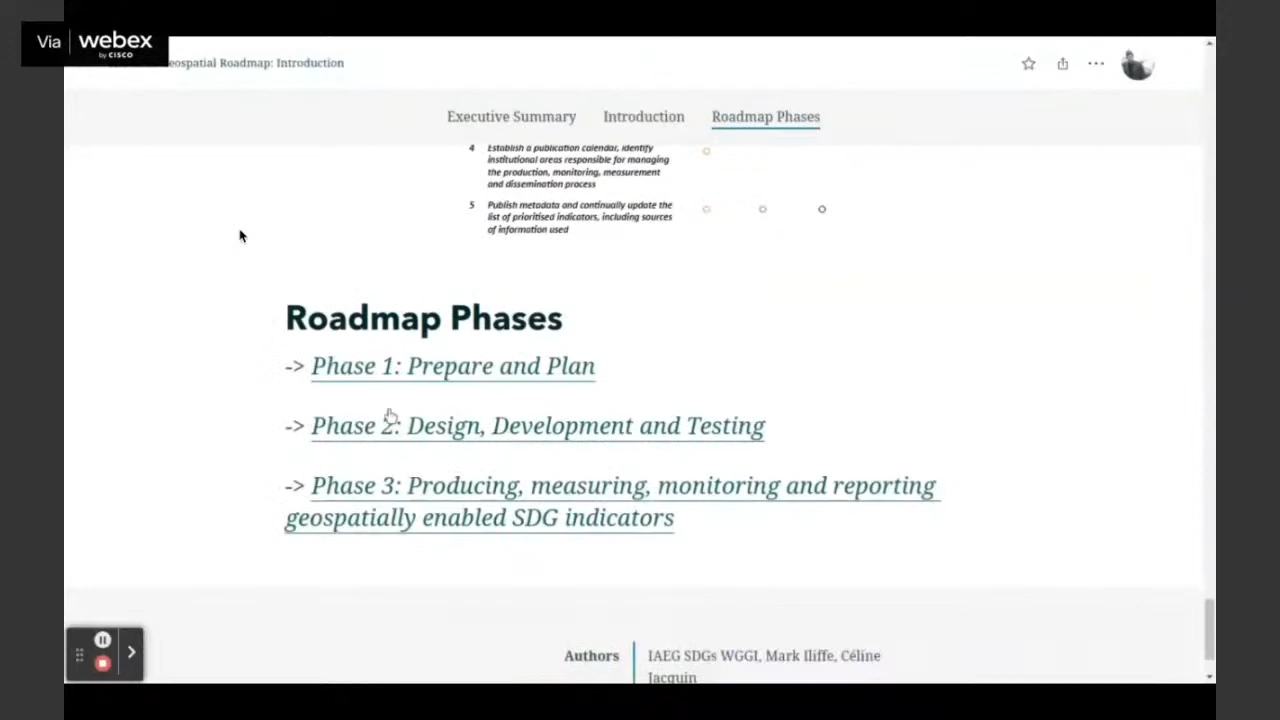 Via webex
by CISCO
eospatial Roadmap: Introduction
Executive Summary Introduction Roadmap Phases
4 Establish a publication calendar, identify
institutional areas responsible for managing
the production, monitoring, measurement
and dissemination process
5 Publish metadata and continually update the
list of prioritised indicators, including sources
of information used
Roadmap Phases
-> Phase 1: Prepare and Plan
-> Phase 2: Design, Development and Testing
-> Phase 3: Producing, measuring, monitoring and reporting
geospatially enabled SDG indicators
Authors IAEG SDGs WGGI, Mark Iliffe, Céline
Jacquin